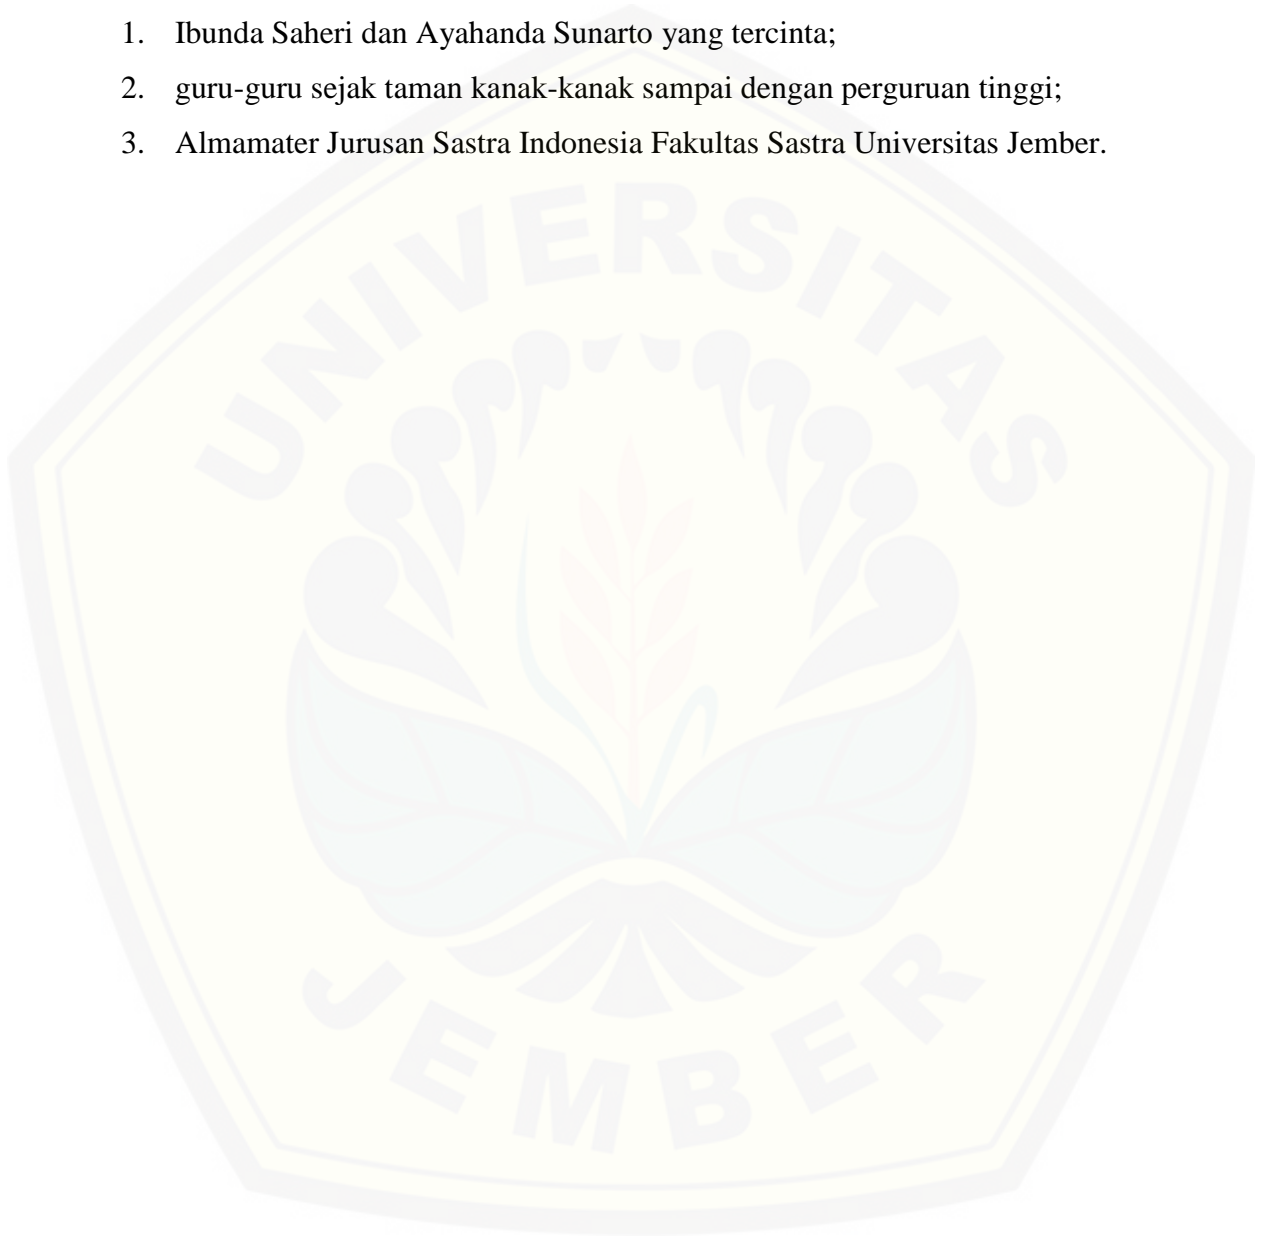 1. Ibunda Saheri dan Ayahanda Sunarto yang tercinta;
2. guru-guru sejak taman kanak-kanak sampai dengan perguruan tinggi;
3. Almamater Jurusan Sastra Indonesia Fakultas Sastra Universitas Jember.
UNIVERSITAS
JEMBER